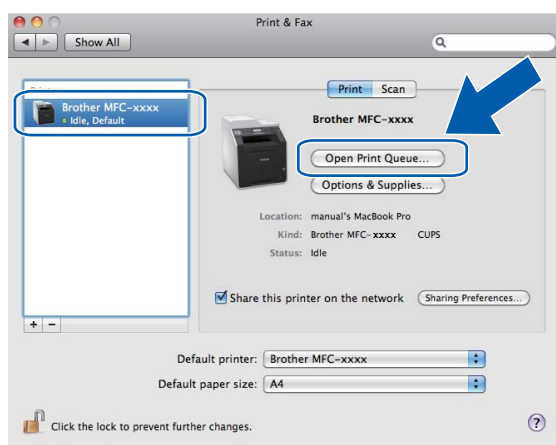 Print & Fax
Show All
Print Scan
Brother MFC-xxxx
Idle, Default
Brother MFC-xxxx
Open Print Queue...
Options & Supplies...
Location: manual's MacBook Pro
Kind: Brother MFC-xxxx CUPS
Status: Idle
Share this printer on the network Sharing Preferences...
+ −
Default printer: Brother MFC-xxxx
Default paper size: A4
Click the lock to prevent further changes. ?